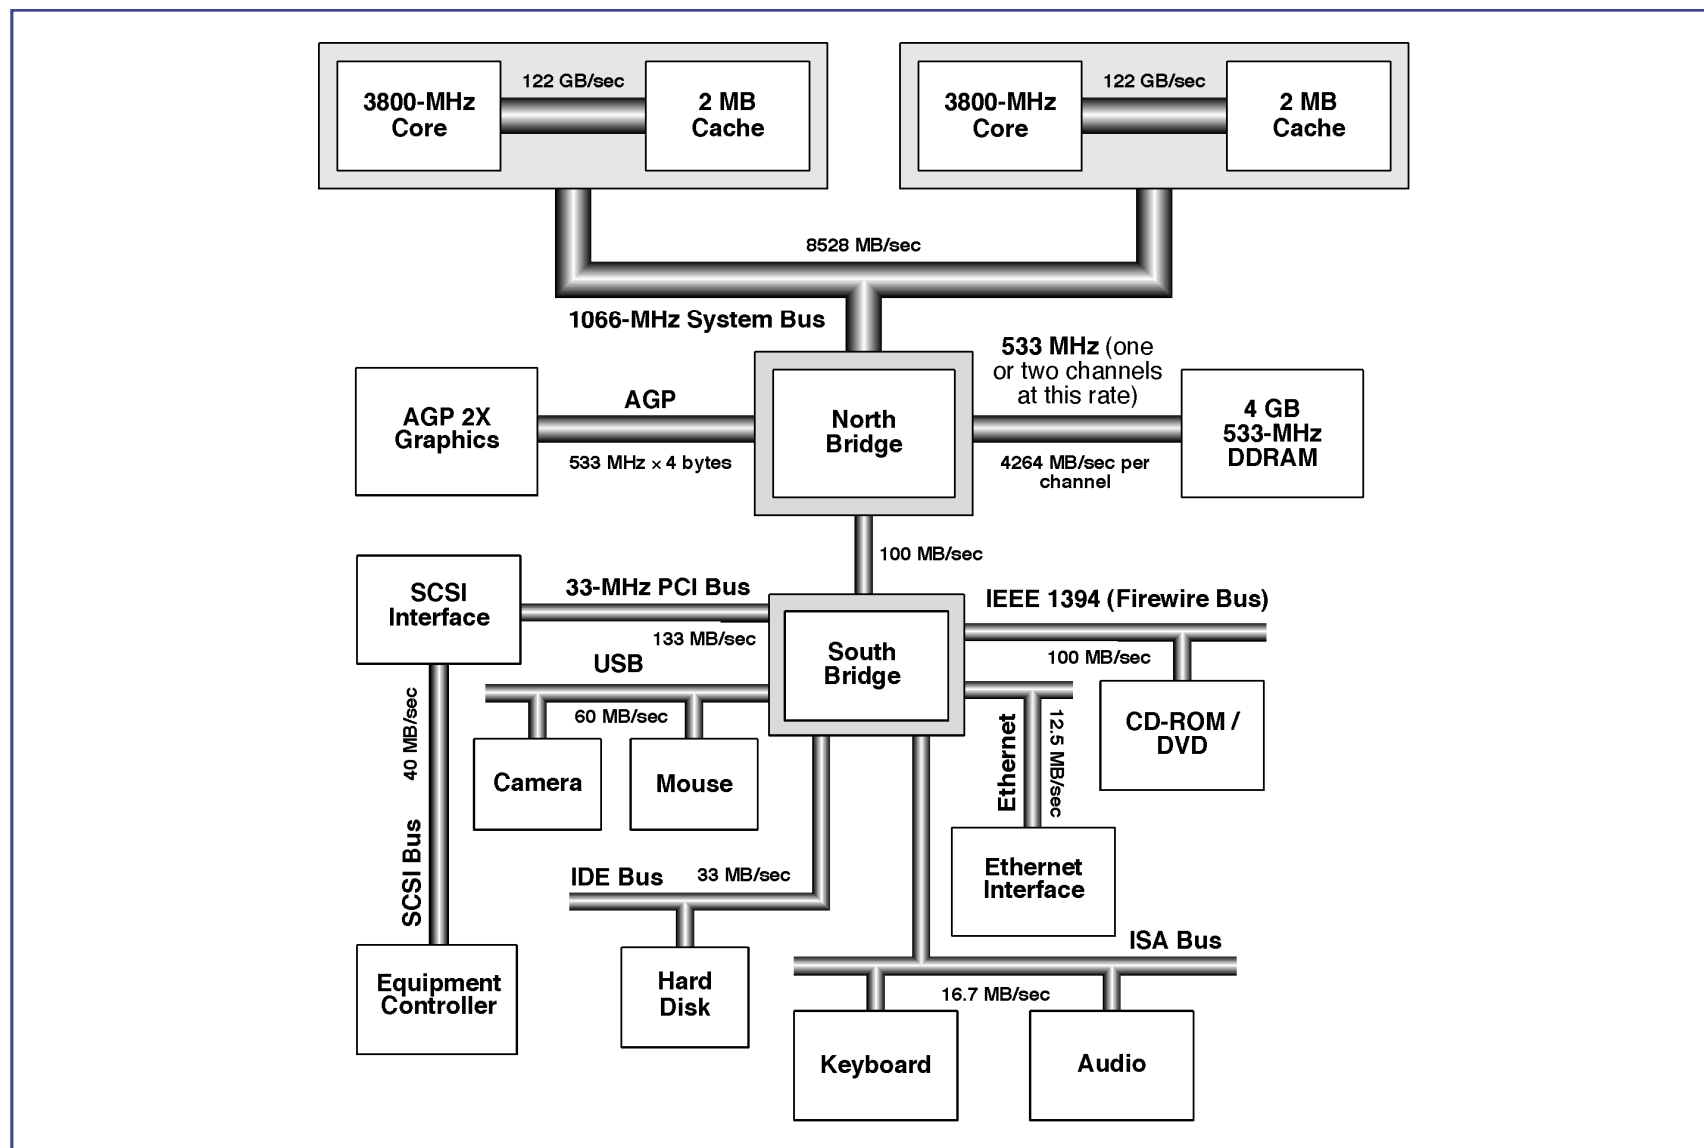 3800-MHz
Core
122 GB/sec
2 MB
Cache
3800-MHz
Core
122 GB/sec
2 MB
Cache
8528 MB/sec
1066-MHz System Bus
AGP 2X
Graphics
AGP
533 MHz × 4 bytes
North
Bridge
533 MHz (one
or two channels
at this rate)
4264 MB/sec per
channel
4 GB
533-MHz
DDRAM
100 MB/sec
SCSI
Interface
33-MHz PCI Bus
133 MB/sec
South
Bridge
IEEE 1394 (Firewire Bus)
100 MB/sec
CD-ROM /
DVD
USB
60 MB/sec
Camera
Mouse
40 MB/sec
SCSI Bus
Ethernet
12.5 MB/sec
Ethernet
Interface
IDE Bus
33 MB/sec
Hard
Disk
Equipment
Controller
ISA Bus
16.7 MB/sec
Keyboard
Audio